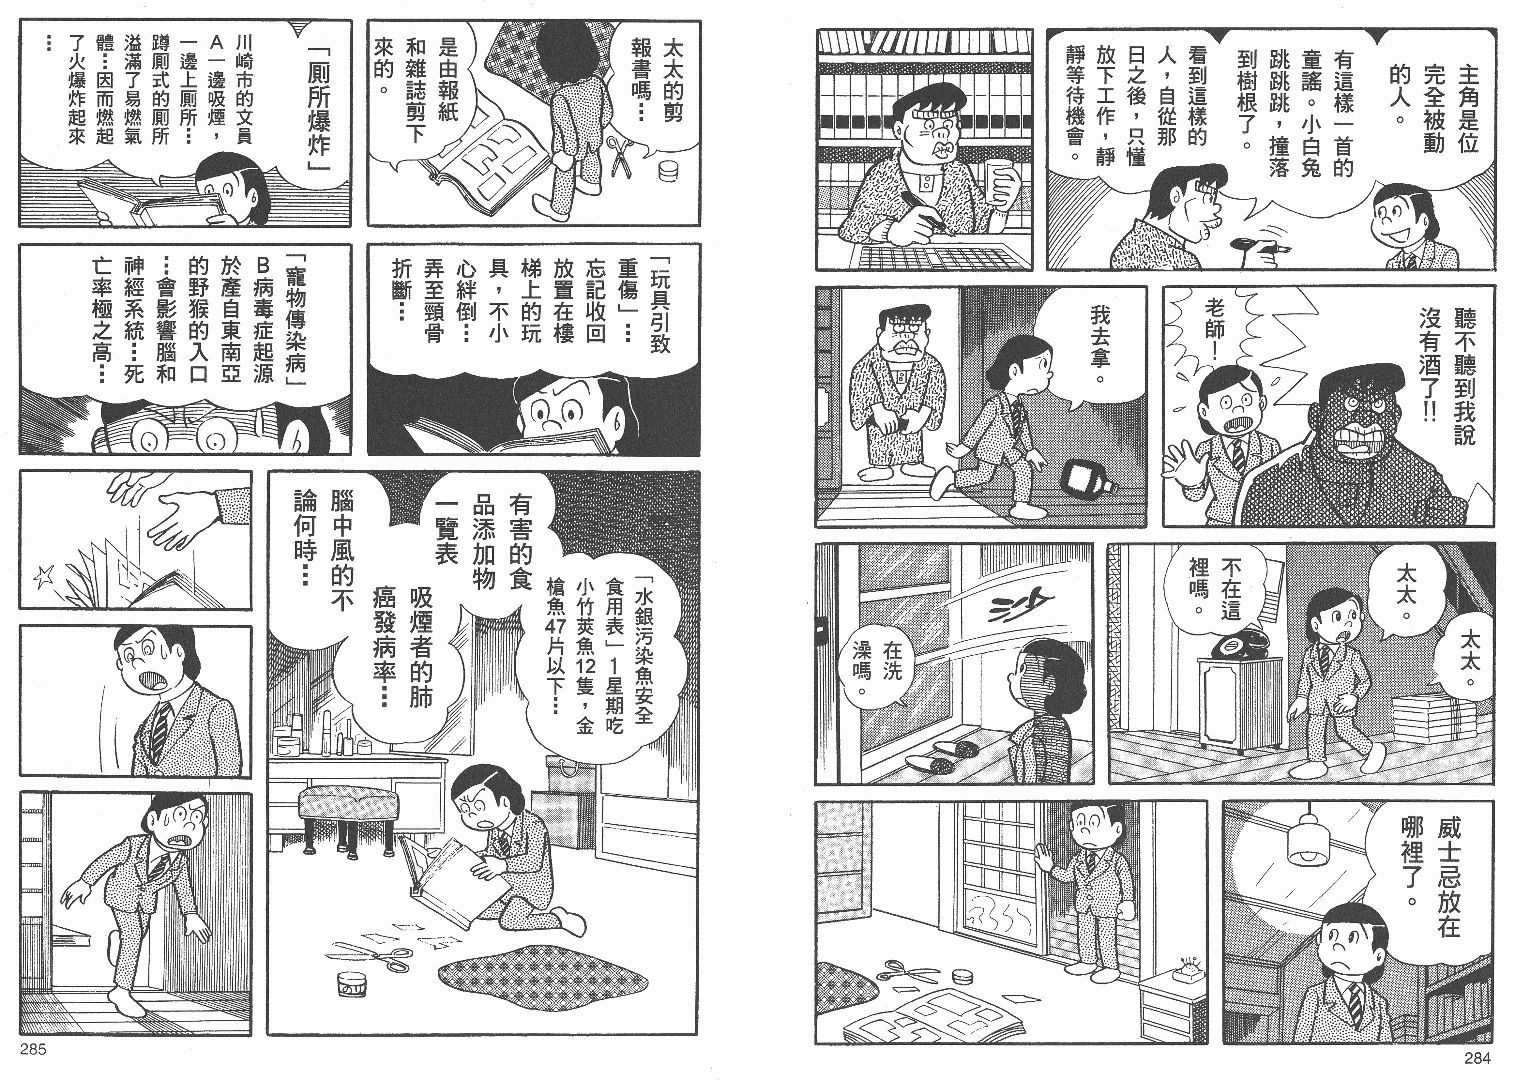 主角是位
完全被動
的人。
有這樣一首的
童謠。小白兔
跳跳跳，撞落
到樹根了。
看到這樣的
人，自從那
日之後，只懂
放下工作，靜
靜等待機會。
聽不聽到我說
沒有酒了!!
老師！
我去拿。
太太。
太太。
不在這
裡嗎。
沙
在洗
澡嗎。
威士忌放在
哪裡了。
284
太太的剪
報書嗎…
是由報紙
和雜誌剪下
來的。
「廁所爆炸」
川崎市的文員
A一邊吸煙，
一邊上廁所…
蹲廁式的廁所
溢滿了易燃氣
體…因而燃起
了火爆炸起來
…
「玩具引致
重傷」…
忘記收回
放置在樓
梯上的玩
具，不小
心絆倒…
弄至頸骨
折斷…
「寵物傳染病」
B病毒症起源
於產自東南亞
的野猴的入口
…會影響腦和
神經系統…死
亡率極之高…
「水銀污染魚安全
食用表」1星期吃
小竹莢魚12隻，金
槍魚47片以下…
有害的食
品添加物
一覽表
吸煙者的肺
癌發病率…
腦中風的不
論何時…
のり
285